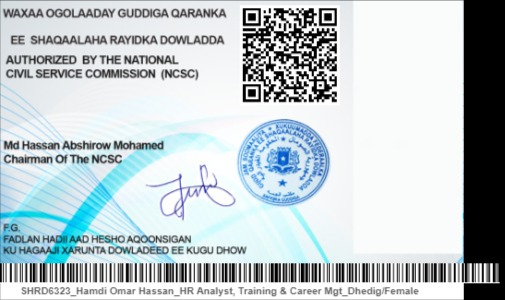 WAXAA OGOLAADAY GUDDIGA QARANKA
EE SHAQAALAHA RAYIDKA DOWLADDA
AUTHORIZED BY THE NATIONAL
CIVIL SERVICE COMMISSION (NCSC)
Md Hassan Abshirow Mohamed
Chairman Of The NCSC
F.G.
FADLAN HADII AAD HESHO AQOONSIGAN
KU HAGAAJI XARUNTA DOWLADEED EE KUGU DHOW
SHRD6323_Hamdi Omar Hassan_HR Analyst, Training & Career Mgt_Dhedig/Female